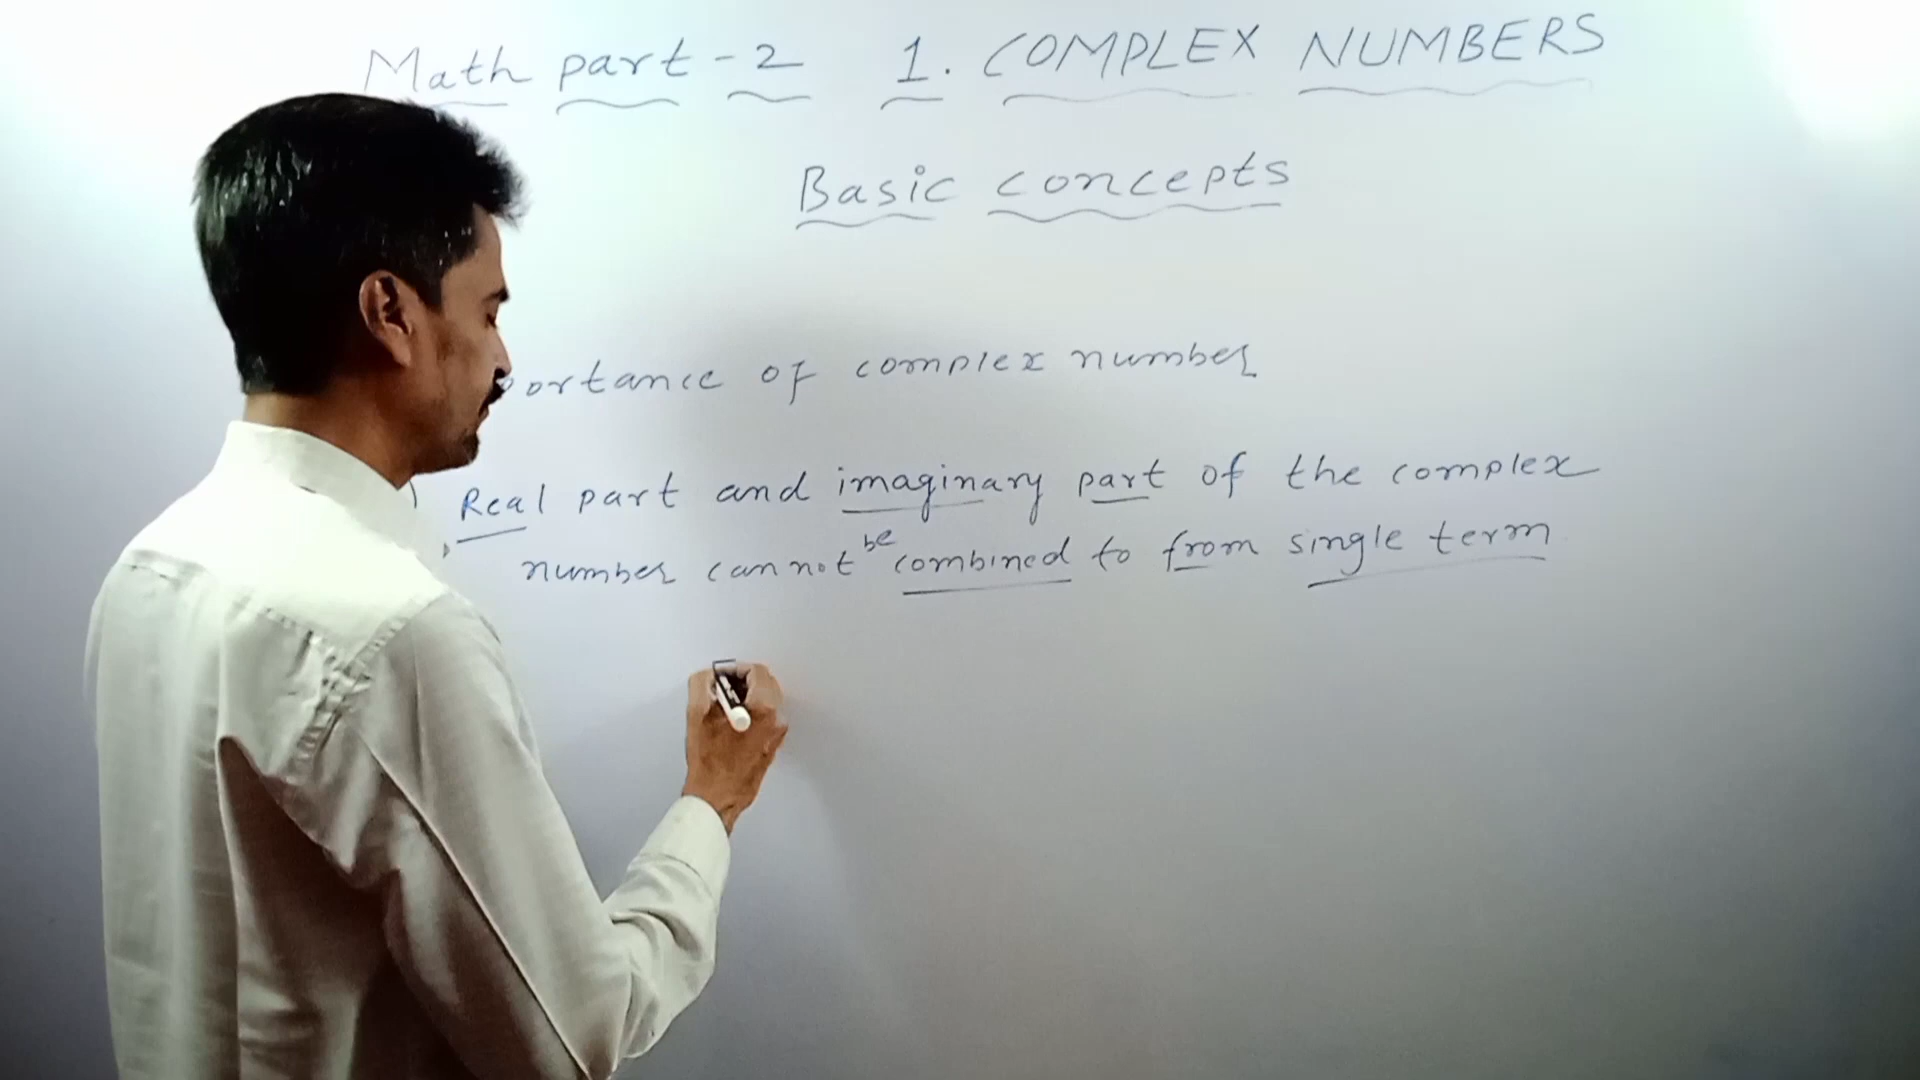 Math part - 2 1. COMPLEX NUMBERS
Basic concepts
portance of complex number
) Real part and imaginary part of the complex
number cannot be combined to from single term